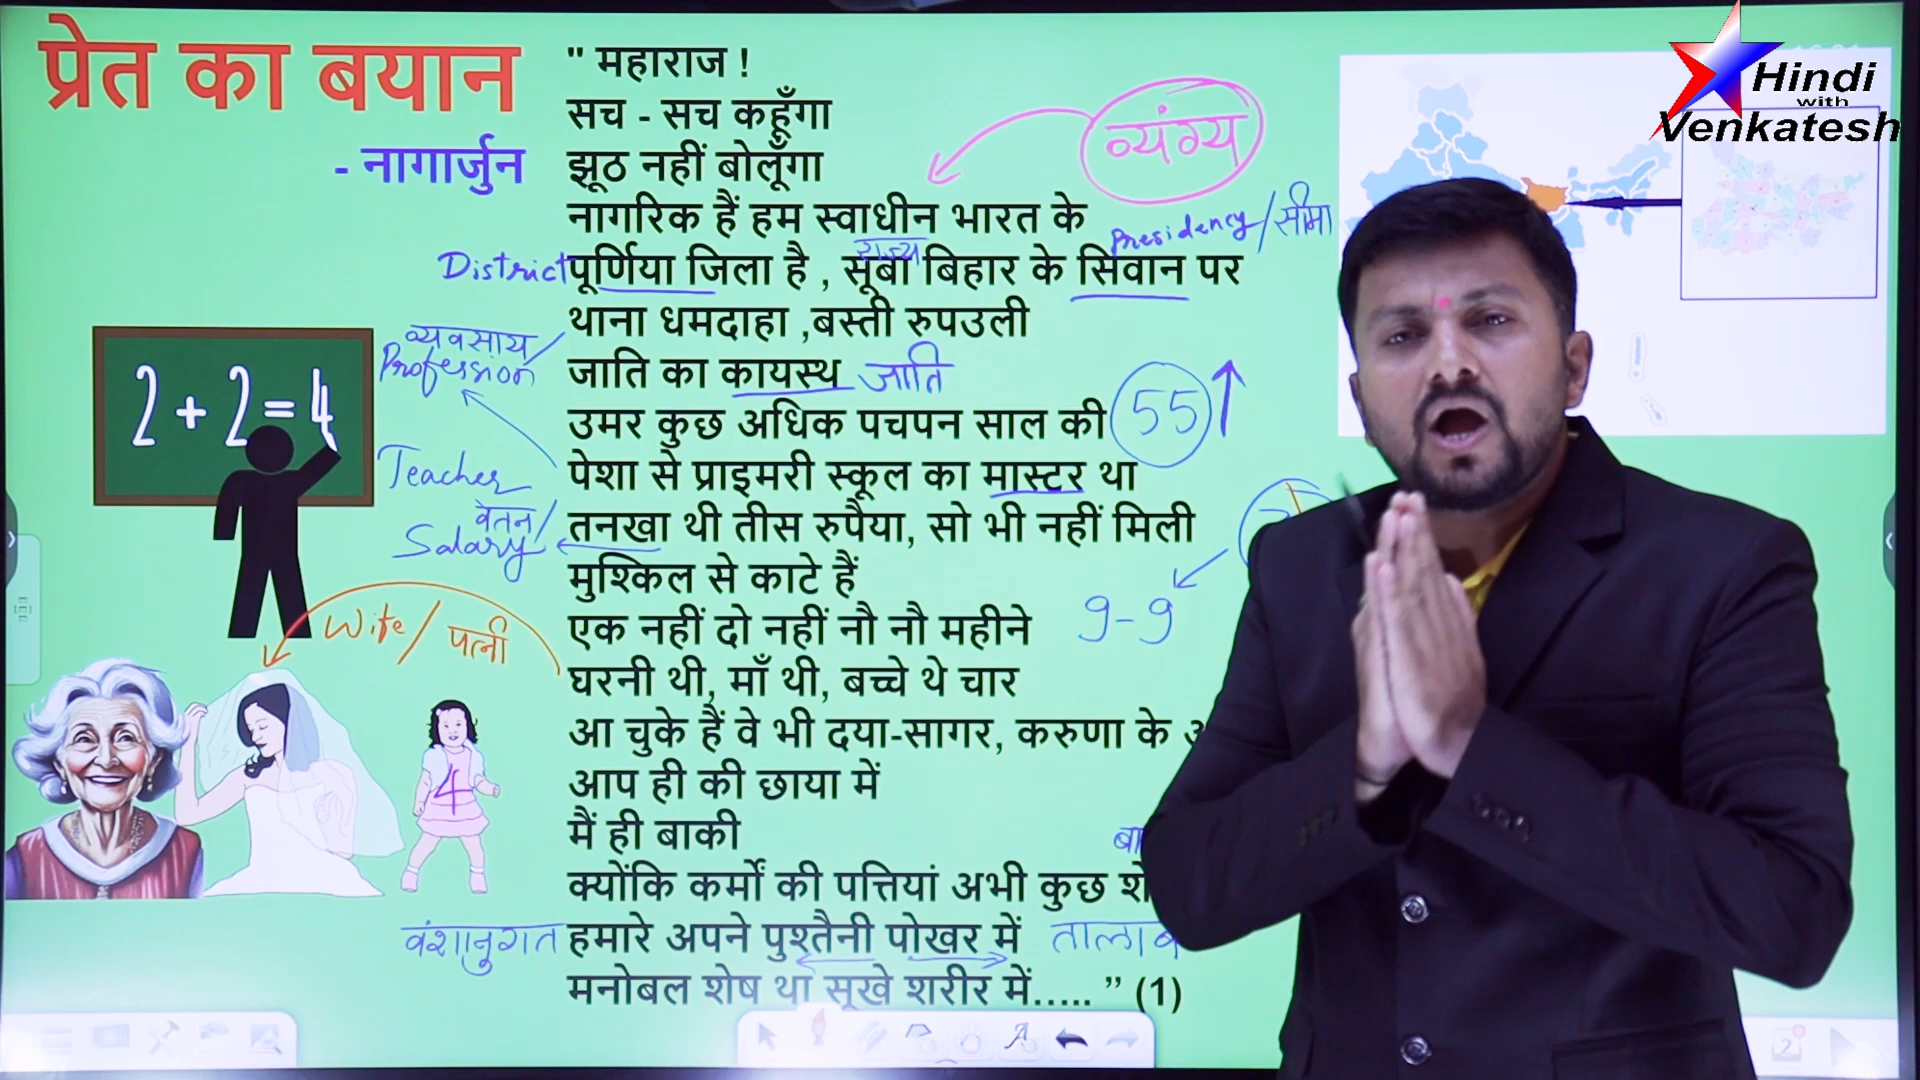 प्रेत का बयान
- नागार्जुन
" महाराज !
सच - सच कहूँगा
झूठ नहीं बोलूँगा
व्यंग्य
नागरिक हैं हम स्वाधीन भारत के
Presidency/सीमा
राज्य
District पूर्णिया जिला है , सूबा बिहार के सिवान पर
थाना धमदाहा ,बस्ती रुपउली
व्यवसाय/
Profession
जाति का कायस्थ जाति
उमर कुछ अधिक पचपन साल की 55
पेशा से प्राइमरी स्कूल का मास्टर था
Teacher
वेतन/
Salary
तनखा थी तीस रुपैया, सो भी नहीं मिली
मुश्किल से काटे हैं
एक नहीं दो नहीं नौ नौ महीने 9-9
Wife/पत्नी
घरनी थी, माँ थी, बच्चे थे चार
आ चुके हैं वे भी दया-सागर, करुणा के
आप ही की छाया में
मैं ही बाकी
क्योंकि कर्मों की पत्तियां अभी कुछ
वंशानुगत हमारे अपने पुश्तैनी पोखर में तालाब
मनोबल शेष था सूखे शरीर में..... ” (1)
2 + 2 = 4
4
Hindi
with
Venkatesh
2